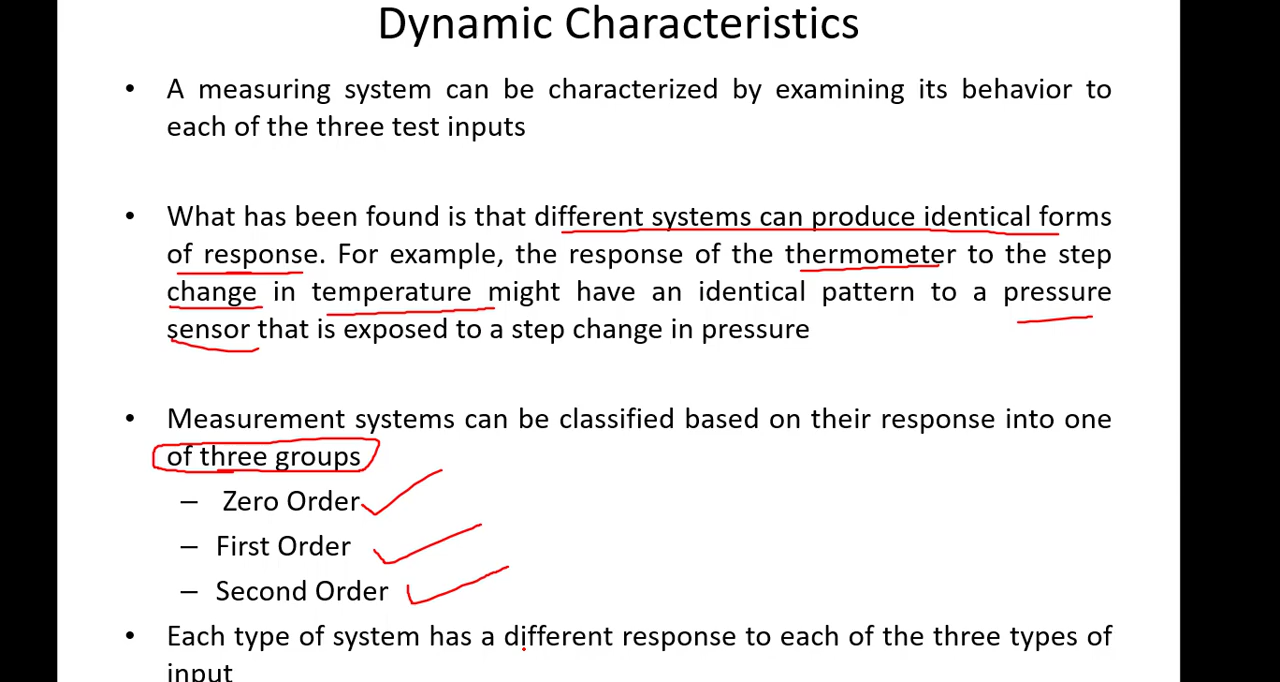 Dynamic Characteristics
• A measuring system can be characterized by examining its behavior to
each of the three test inputs
• What has been found is that different systems can produce identical forms
of response. For example, the response of the thermometer to the step
change in temperature might have an identical pattern to a pressure
sensor that is exposed to a step change in pressure
• Measurement systems can be classified based on their response into one
of three groups
– Zero Order
– First Order
– Second Order
• Each type of system has a different response to each of the three types of
input